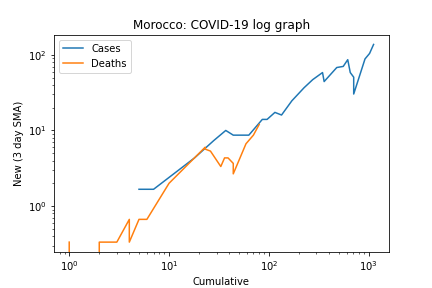 Morocco: COVID-19 log graph
Cases
Deaths
New (3 day SMA)
10²
10¹
10⁰
10⁰ 10¹ 10² 10³
Cumulative